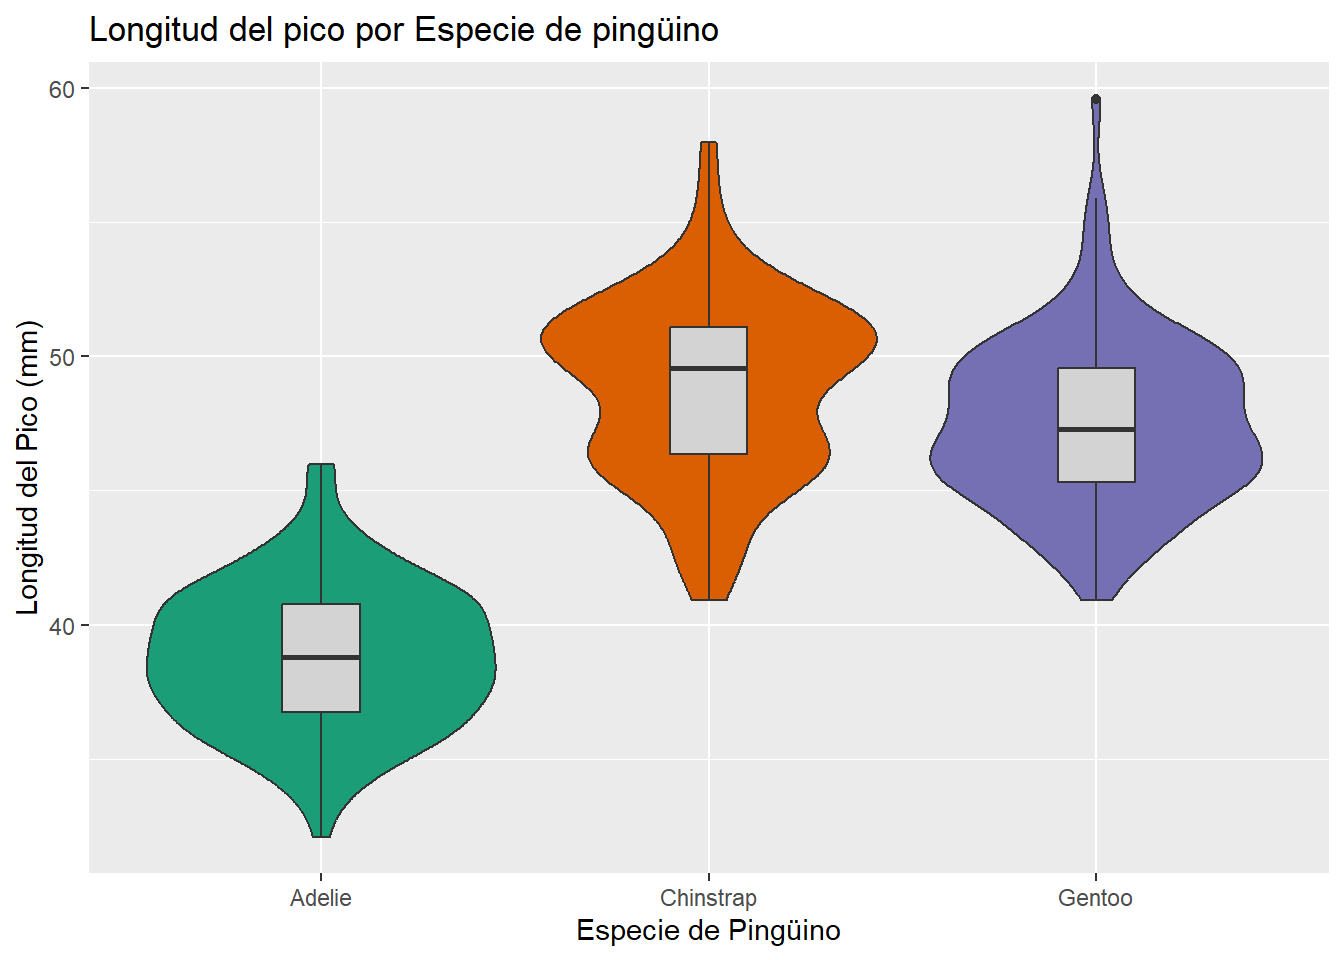 Longitud del pico por Especie de pingüino
60
50
40
Longitud del Pico (mm)
Adelie
Chinstrap
Gentoo
Especie de Pingüino